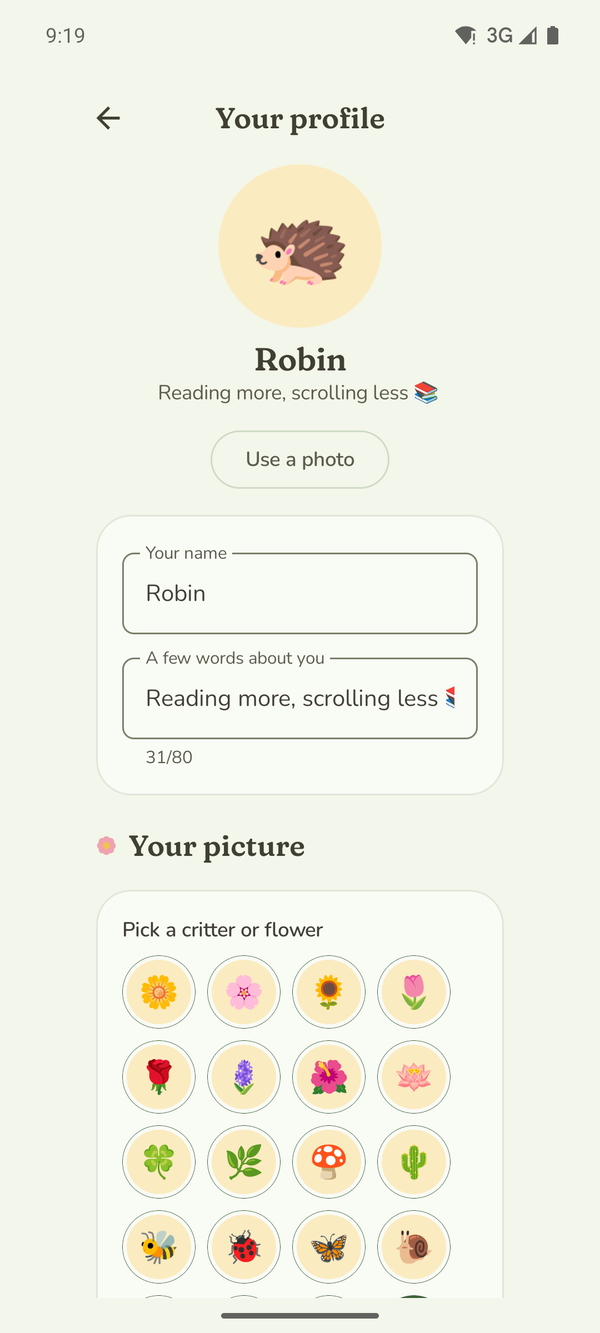 9:19
3G
Your profile
Robin
Reading more, scrolling less 📚
Use a photo
Your name
Robin
A few words about you
Reading more, scrolling less
31/80
Your picture
Pick a critter or flower